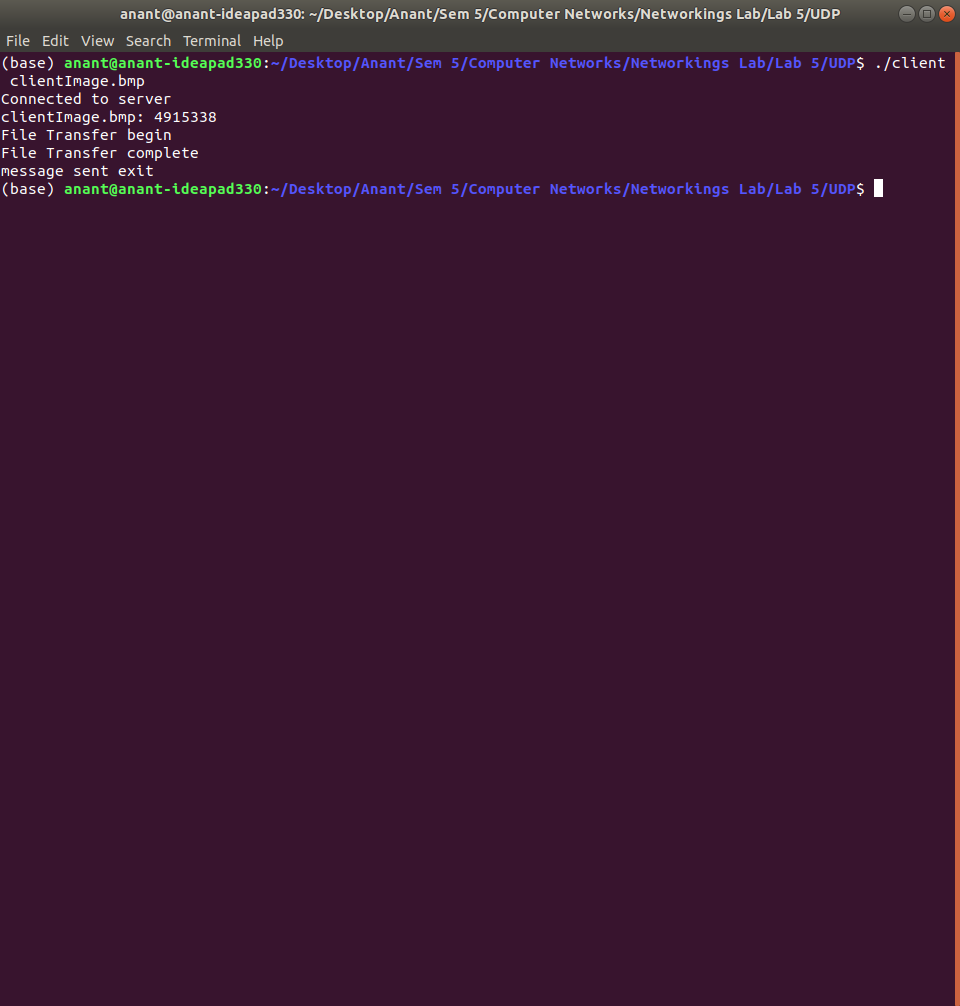 anant@anant-ideapad330: ~/Desktop/Anant/Sem 5/Computer Networks/Networkings Lab/Lab 5/UDP
File Edit View Search Terminal Help
(base) anant@anant-ideapad330:~/Desktop/Anant/Sem 5/Computer Networks/Networkings Lab/Lab 5/UDP$ ./client
 clientImage.bmp
Connected to server
clientImage.bmp: 4915338
File Transfer begin
File Transfer complete
message sent exit
(base) anant@anant-ideapad330:~/Desktop/Anant/Sem 5/Computer Networks/Networkings Lab/Lab 5/UDP$